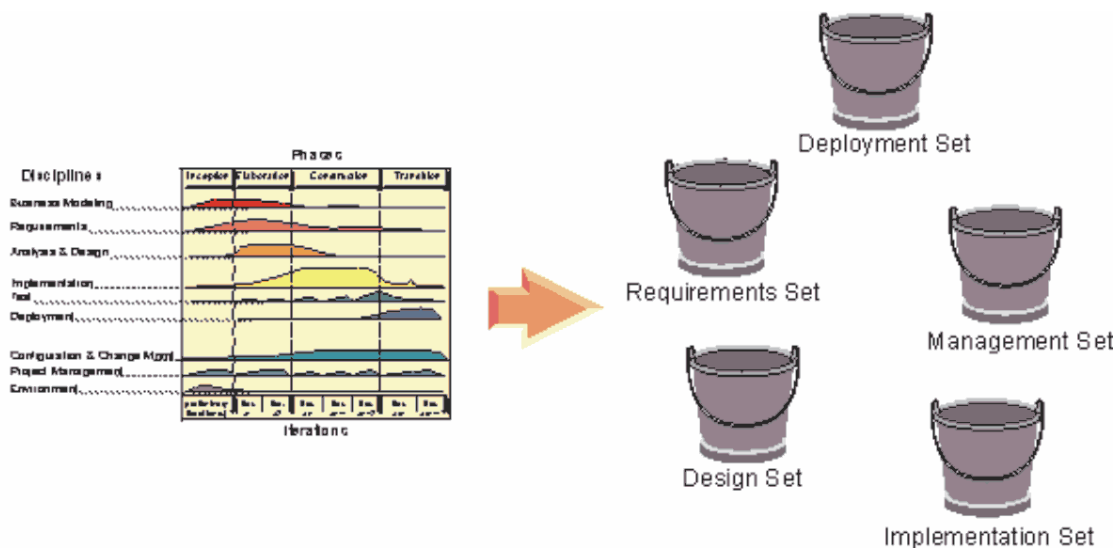 Phases
Disciplines
Inception Elaboration Construction Transition
Business Modeling
Requirements
Analysis & Design
Implementation
Test
Deployment
Configuration & Change Mgmt
Project Management
Environment
Iterations
Deployment Set
Requirements Set
Management Set
Design Set
Implementation Set